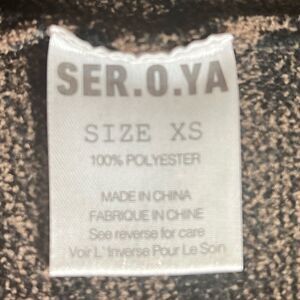 SER.O.YA
SIZE XS
100% POLYESTER
MADE IN CHINA
FABRIQUE IN CHINE
See reverse for care
Voir L' Inverse Pour Le Soin